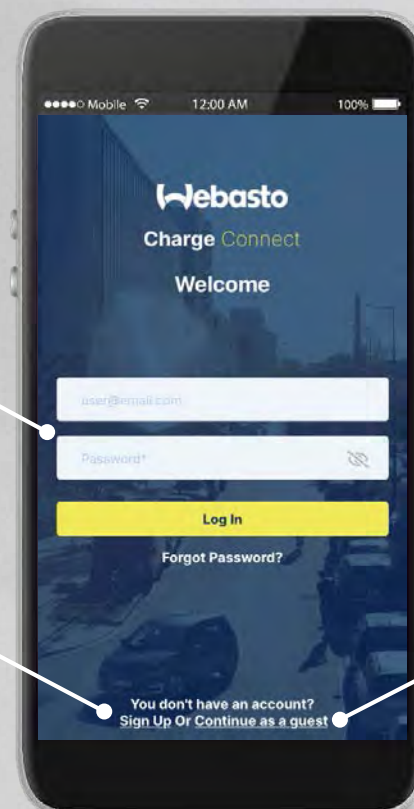 Mobile 12:00 AM 100%
Webasto
Charge Connect
Welcome
user@email.com
Password*
Log In
Forgot Password?
You don't have an account?
Sign Up Or Continue as a guest